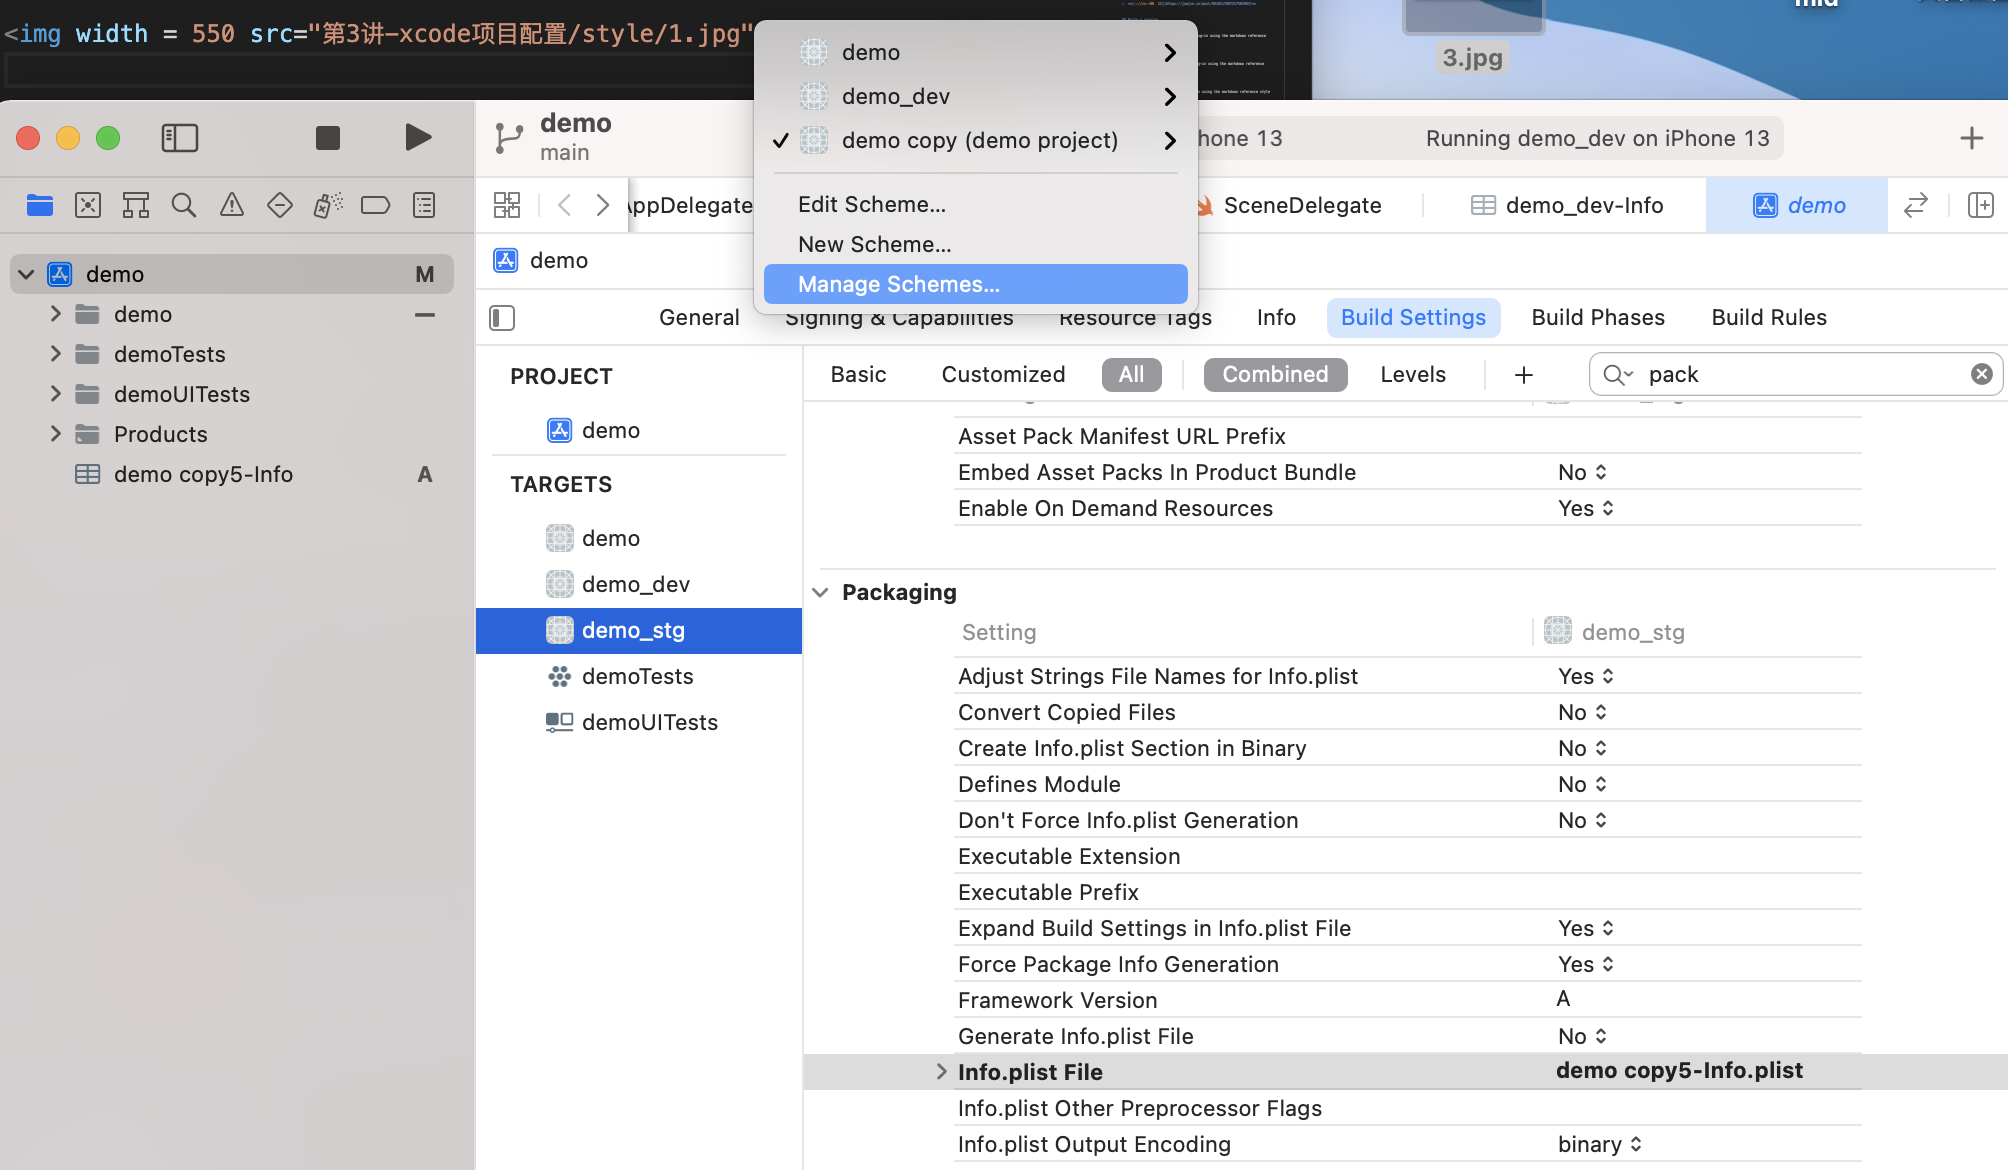 <img width = 550 src="第3讲-xcode项目配置/style/1.jpg"
3.jpg
demo
demo_dev
demo copy (demo project)
Edit Scheme...
New Scheme...
Manage Schemes...
demo
main
hone 13
Running demo_dev on iPhone 13
AppDelegate
SceneDelegate
demo_dev-Info
demo
demo
demo M
demo
demoTests
demoUITests
Products
demo copy5-Info A
General
Signing & Capabilities
Resource Tags
Info
Build Settings
Build Phases
Build Rules
PROJECT
demo
TARGETS
demo
demo_dev
demo_stg
demoTests
demoUITests
Basic
Customized
All
Combined
Levels
pack
Asset Pack Manifest URL Prefix
Embed Asset Packs In Product Bundle No
Enable On Demand Resources Yes
Packaging
Setting demo_stg
Adjust Strings File Names for Info.plist Yes
Convert Copied Files No
Create Info.plist Section in Binary No
Defines Module No
Don't Force Info.plist Generation No
Executable Extension
Executable Prefix
Expand Build Settings in Info.plist File Yes
Force Package Info Generation Yes
Framework Version A
Generate Info.plist File No
Info.plist File demo copy5-Info.plist
Info.plist Other Preprocessor Flags
Info.plist Output Encoding binary